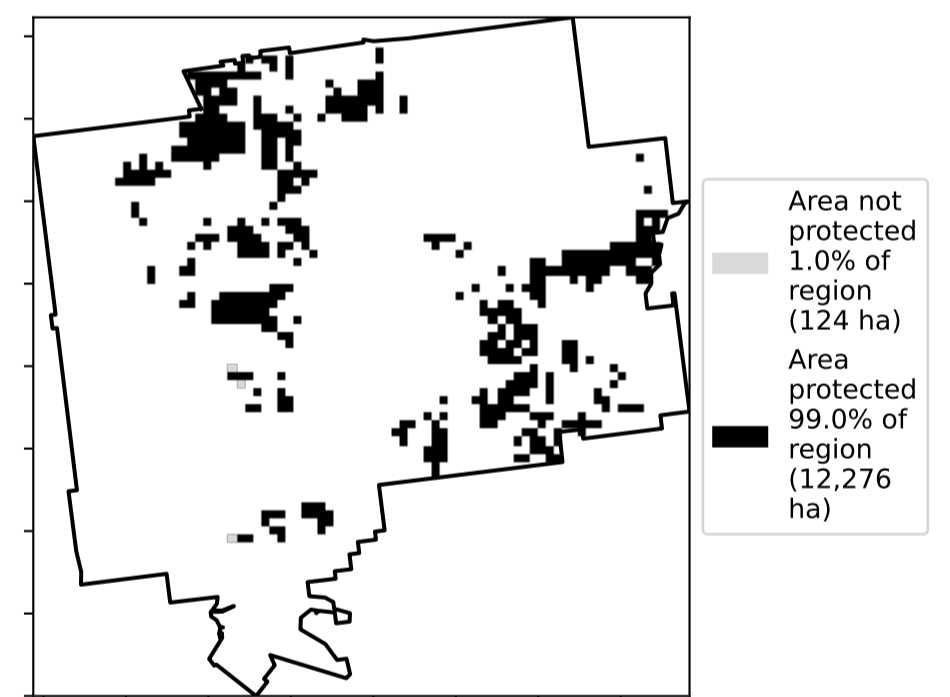 Area not
protected
1.0% of
region
(124 ha)
Area
protected
99.0% of
region
(12,276
ha)